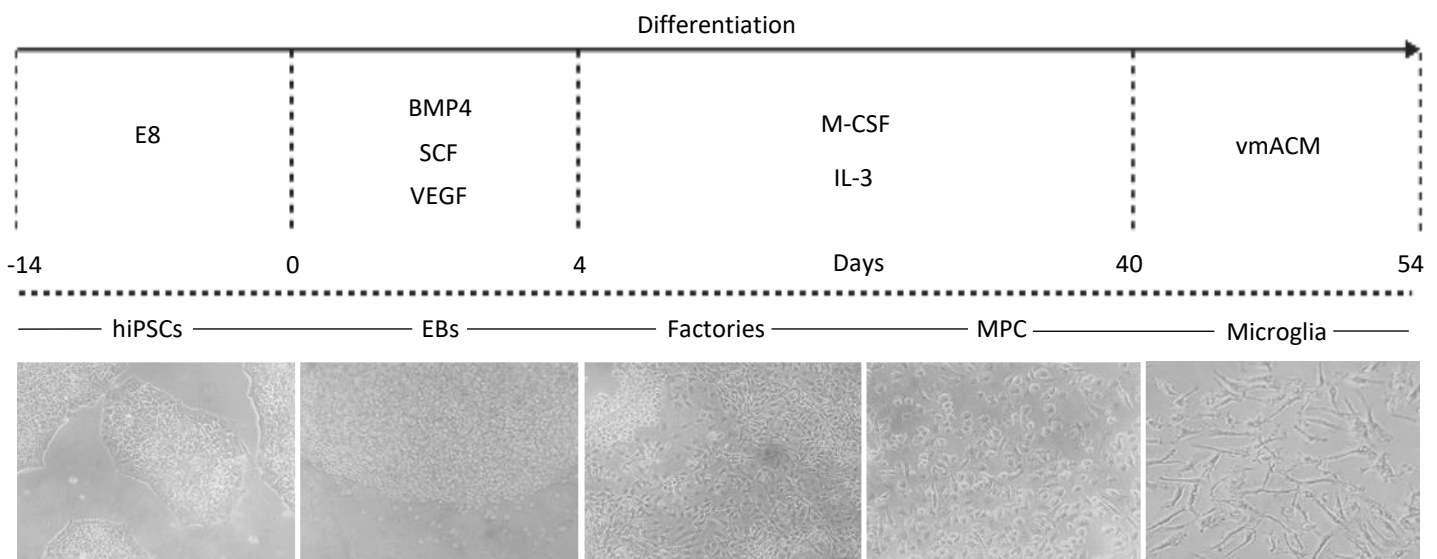 Differentiation
E8
BMP4
SCF
VEGF
M-CSF
IL-3
vmACM
-14 0 4 Days 40 54
hiPSCs EBs Factories MPC Microglia